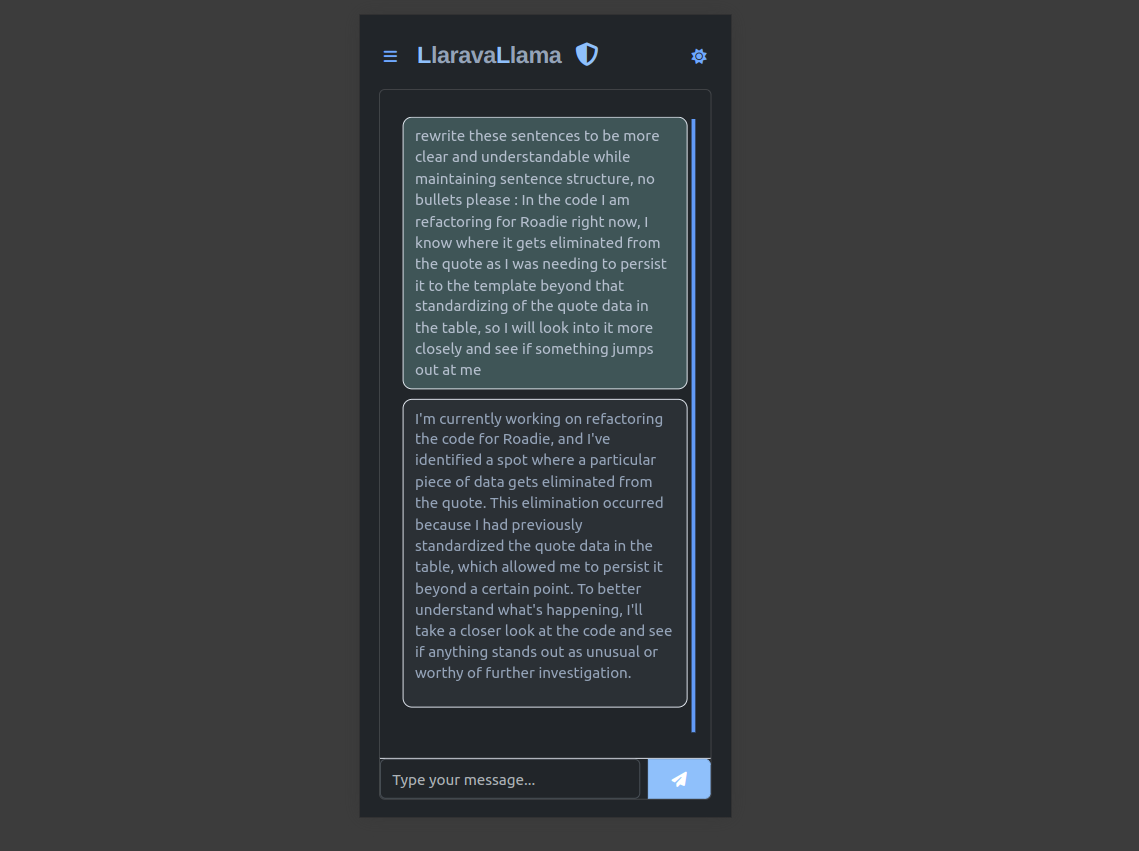 LlaravaLlama
rewrite these sentences to be more
clear and understandable while
maintaining sentence structure, no
bullets please : In the code I am
refactoring for Roadie right now, I
know where it gets eliminated from
the quote as I was needing to persist
it to the template beyond that
standardizing of the quote data in
the table, so I will look into it more
closely and see if something jumps
out at me
I'm currently working on refactoring
the code for Roadie, and I've
identified a spot where a particular
piece of data gets eliminated from
the quote. This elimination occurred
because I had previously
standardized the quote data in the
table, which allowed me to persist it
beyond a certain point. To better
understand what's happening, I'll
take a closer look at the code and see
if anything stands out as unusual or
worthy of further investigation.
Type your message...